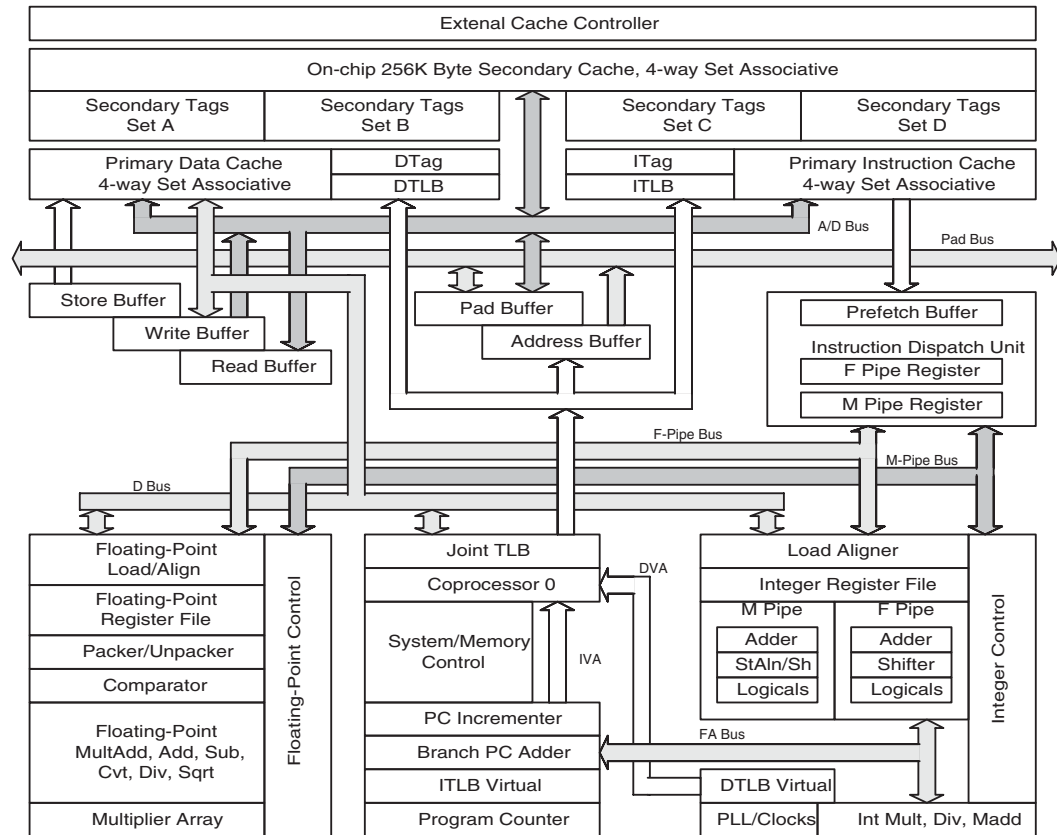 Extenal Cache Controller
On-chip 256K Byte Secondary Cache, 4-way Set Associative
Secondary Tags
Set A
Secondary Tags
Set B
Secondary Tags
Set C
Secondary Tags
Set D
Primary Data Cache
4-way Set Associative
DTag
DTLB
ITag
ITLB
Primary Instruction Cache
4-way Set Associative
A/D Bus
Pad Bus
Store Buffer
Write Buffer
Read Buffer
Pad Buffer
Address Buffer
Prefetch Buffer
Instruction Dispatch Unit
F Pipe Register
M Pipe Register
F-Pipe Bus
M-Pipe Bus
D Bus
Floating-Point
Load/Align
Floating-Point
Register File
Packer/Unpacker
Comparator
Floating-Point
MultAdd, Add, Sub,
Cvt, Div, Sqrt
Multiplier Array
Floating-Point Control
Joint TLB
Coprocessor 0
System/Memory
Control
PC Incrementer
Branch PC Adder
ITLB Virtual
Program Counter
DVA
IVA
FA Bus
Load Aligner
Integer Register File
M Pipe
Adder
StAln/Sh
Logicals
F Pipe
Adder
Shifter
Logicals
Integer Control
DTLB Virtual
PLL/Clocks
Int Mult, Div, Madd